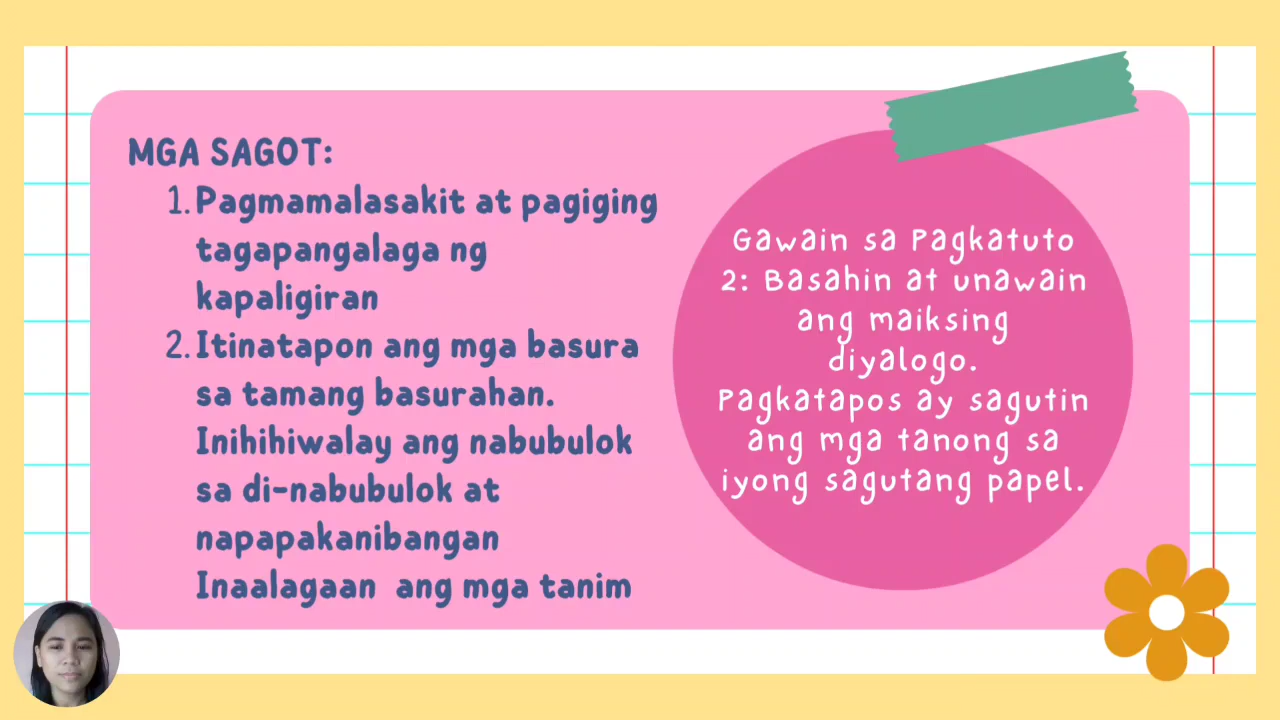 MGA SAGOT:
1. Pagmamalasakit at pagiging
tagapangalaga ng
kapaligiran
2. Itinatapon ang mga basura
sa tamang basurahan.
Inihihiwalay ang nabubulok
sa di-nabubulok at
napapakanibangan
Inaalagaan ang mga tanim
Gawain sa Pagkatuto
2: Basahin at unawain
ang maiksing
diyalogo.
Pagkatapos ay sagutin
ang mga tanong sa
iyong sagutang papel.